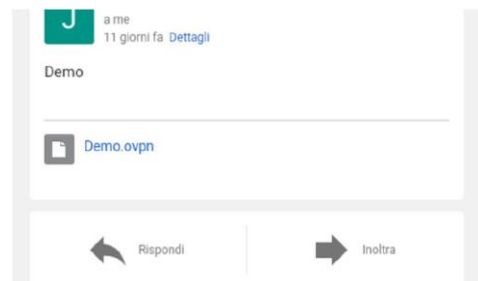 J
a me
11 giorni fa Dettagli
Demo
Demo.ovpn
Rispondi
Inoltra